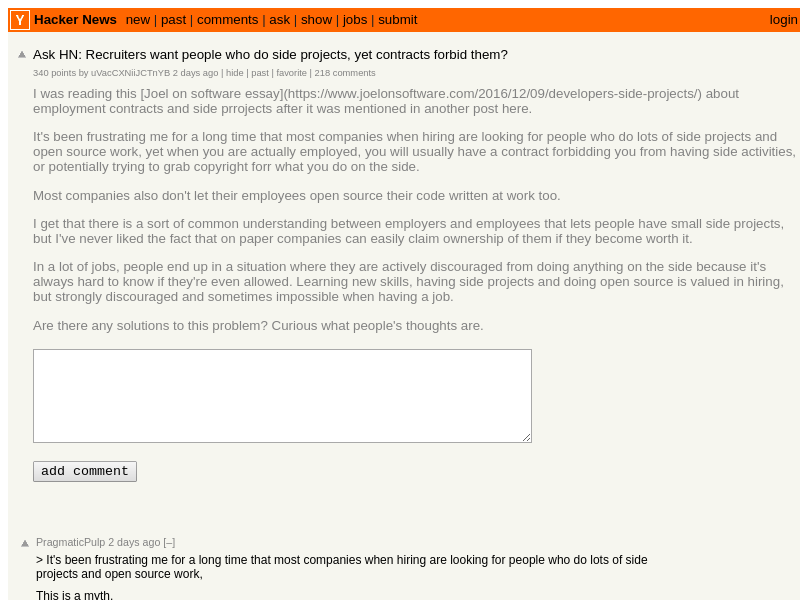 Y Hacker News new | past | comments | ask | show | jobs | submit login
Ask HN: Recruiters want people who do side projects, yet contracts forbid them?
340 points by uVacCXNiiJCTnYB 2 days ago | hide | past | favorite | 218 comments
I was reading this [Joel on software essay](https://www.joelonsoftware.com/2016/12/09/developers-side-projects/) about
employment contracts and side prrojects after it was mentioned in another post here.
It's been frustrating me for a long time that most companies when hiring are looking for people who do lots of side projects and
open source work, yet when you are actually employed, you will usually have a contract forbidding you from having side activities,
or potentially trying to grab copyright forr what you do on the side.
Most companies also don't let their employees open source their code written at work too.
I get that there is a sort of common understanding between employers and employees that lets people have small side projects,
but I've never liked the fact that on paper companies can easily claim ownership of them if they become worth it.
In a lot of jobs, people end up in a situation where they are actively discouraged from doing anything on the side because it's
always hard to know if they're even allowed. Learning new skills, having side projects and doing open source is valued in hiring,
but strongly discouraged and sometimes impossible when having a job.
Are there any solutions to this problem? Curious what people's thoughts are.
add comment
PragmaticPulp 2 days ago [–]
> It's been frustrating me for a long time that most companies when hiring are looking for people who do lots of side
projects and open source work,
This is a myth.